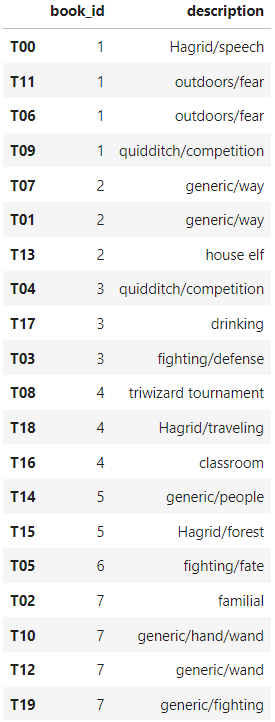 book_id description
T00 1 Hagrid/speech
T11 1 outdoors/fear
T06 1 outdoors/fear
T09 1 quidditch/competition
T07 2 generic/way
T01 2 generic/way
T13 2 house elf
T04 3 quidditch/competition
T17 3 drinking
T03 3 fighting/defense
T08 4 triwizard tournament
T18 4 Hagrid/traveling
T16 4 classroom
T14 5 generic/people
T15 5 Hagrid/forest
T05 6 fighting/fate
T02 7 familial
T10 7 generic/hand/wand
T12 7 generic/wand
T19 7 generic/fighting